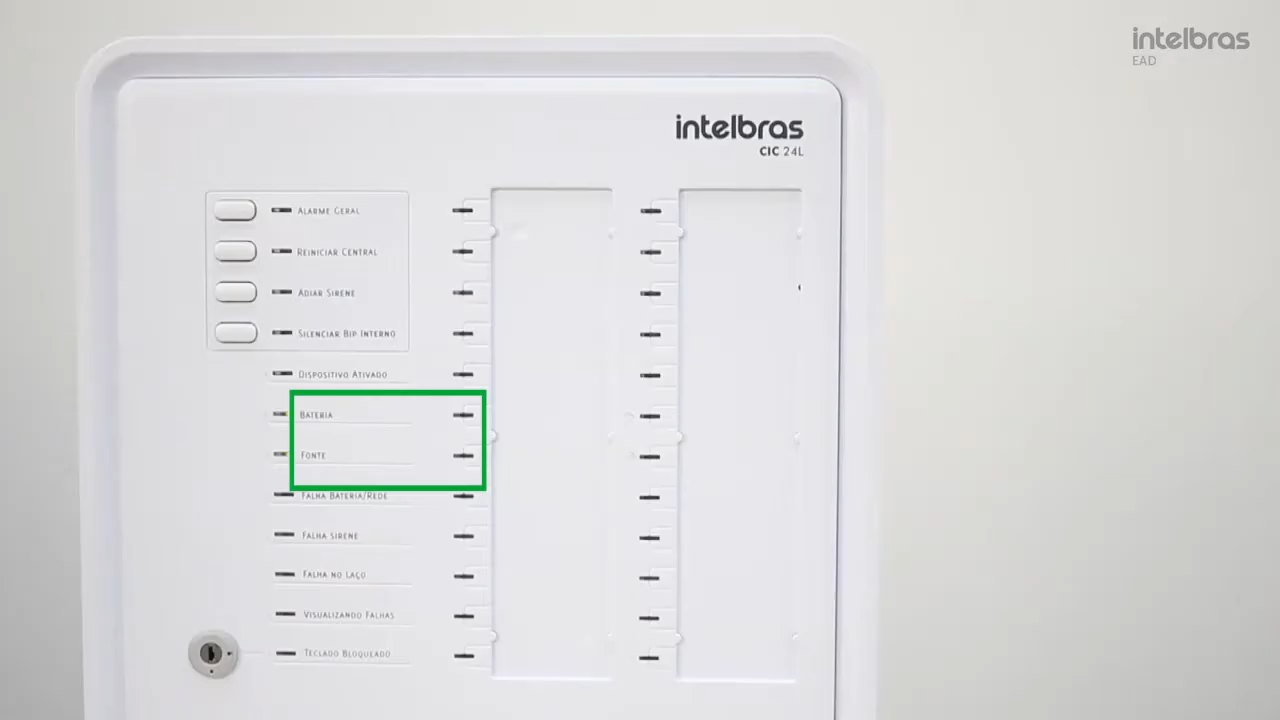 intelbras
EAD
intelbras
CIC 24L
ALARME GERAL
REINICIAR CENTRAL
ADIAR SIRENE
SILENCIAR BIP INTERNO
DISPOSITIVO ATIVADO
BATERIA
FONTE
FALHA BATERIA/REDE
FALHA SIRENE
FALHA NO LAÇO
VISUALIZANDO FALHAS
TECLADO BLOQUEADO